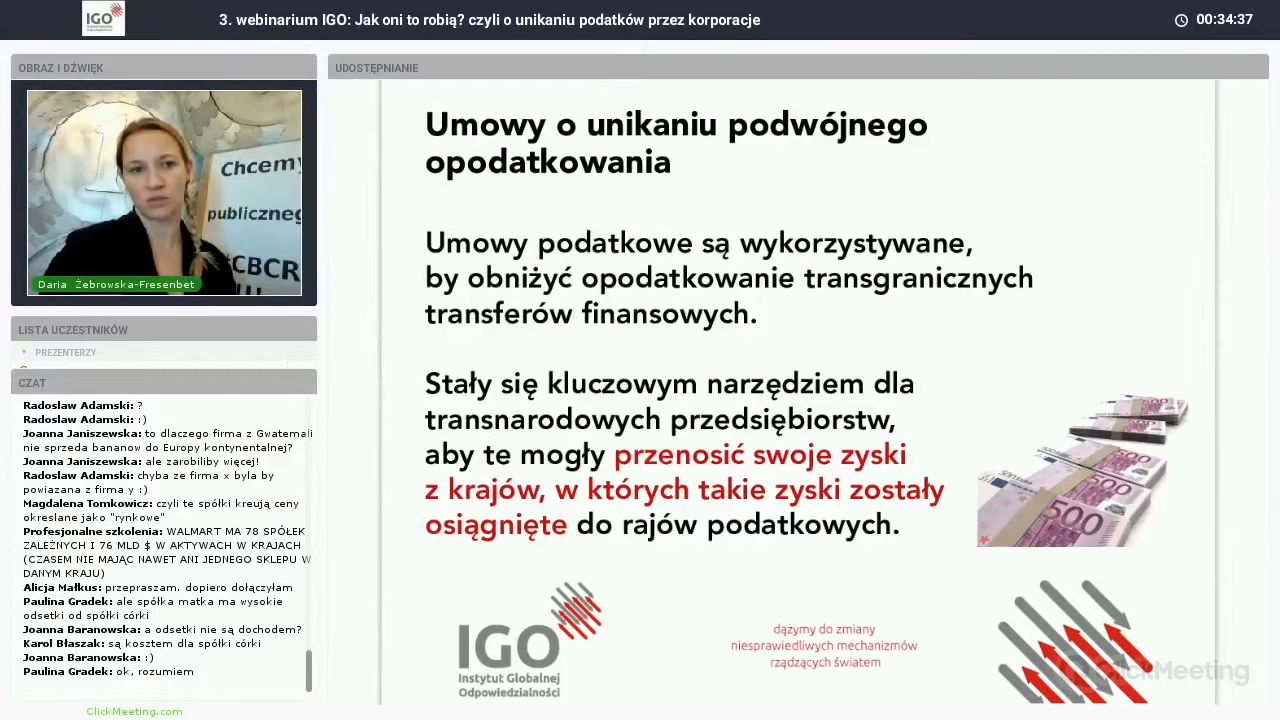 IGO
3. webinarium IGO: Jak oni to robią? czyli o unikaniu podatków przez korporacje
00:34:37
OBRAZ I DŹWIĘK
Chcemy
publiczneg
#CBCR
Daria Żebrowska-Fresenbet
LISTA UCZESTNIKÓW
PREZENTERZY
CZAT
Radoslaw Adamski: ?
Radoslaw Adamski: :)
Joanna Janiszewska: to dlaczego firma z Gwatemali
nie sprzeda bananow do Europy kontynentalnej?
Joanna Janiszewska: ale zarobiliby więcej!
Radoslaw Adamski: chyba ze firma x byla by
powiazana z firma y :)
Magdalena Tomkowicz: czyli te spółki kreują ceny
okreslane jako "rynkowe"
Profesjonalne szkolenia: WALMART MA 78 SPÓŁEK
ZALEŻNYCH I 76 MLD $ W AKTYWACH W KRAJACH
(CZASEM NIE MAJĄC NAWET ANI JEDNEGO SKLEPU W
DANYM KRAJU)
Alicja Małkus: przepraszam. dopiero dołączyłam
Paulina Gradek: ale spółka matka ma wysokie
odsetki od spółki córki
Joanna Baranowska: a odsetki nie są dochodem?
Karol Błaszak: są kosztem dla spółki córki
Joanna Baranowska: :)
Paulina Gradek: ok, rozumiem
ClickMeeting.com
UDOSTĘPNIANIE
Umowy o unikaniu podwójnego
opodatkowania
Umowy podatkowe są wykorzystywane,
by obniżyć opodatkowanie transgranicznych
transferów finansowych.
Stały się kluczowym narzędziem dla
transnarodowych przedsiębiorstw,
aby te mogły przenosić swoje zyski
z krajów, w których takie zyski zostały
osiągnięte do rajów podatkowych.
500
500
500
IGO
Instytut Globalnej
Odpowiedzialności
dążymy do zmiany
niesprawiedliwych mechanizmów
rządzących światem
ClickMeeting